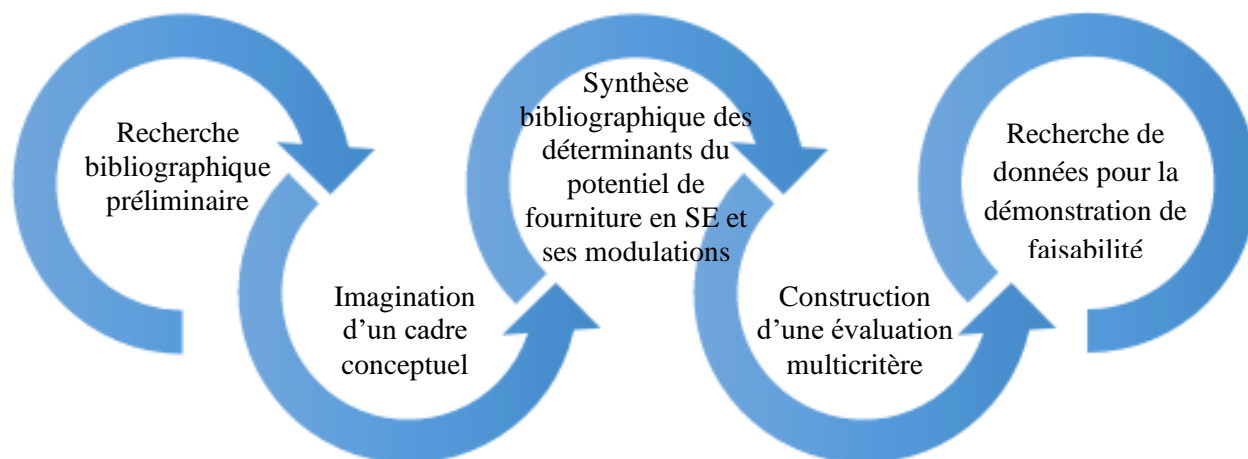 Recherche
bibliographique
préliminaire
Imagination
d’un cadre
conceptuel
Synthèse
bibliographique des
déterminants du
potentiel de
fourniture en SE et
ses modulations
Construction
d’une évaluation
multicritère
Recherche de
données pour la
démonstration de
faisabilité